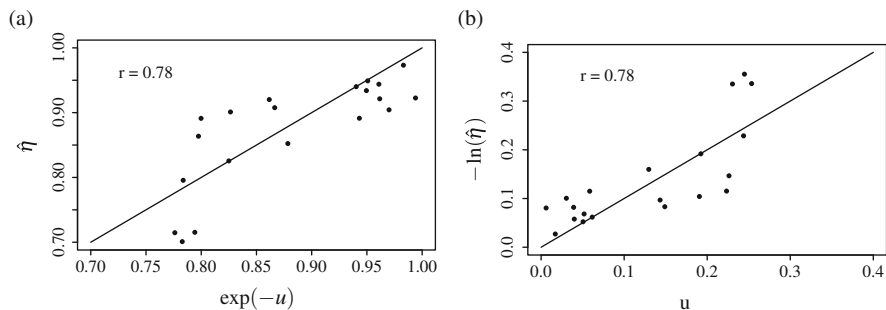 (a)
r = 0.78
η̂
1.00
0.90
0.80
0.70
0.70 0.75 0.80 0.85 0.90 0.95 1.00
exp(−u)
(b)
r = 0.78
−ln(η̂)
0.4
0.3
0.2
0.1
0.0
0.0 0.1 0.2 0.3 0.4
u